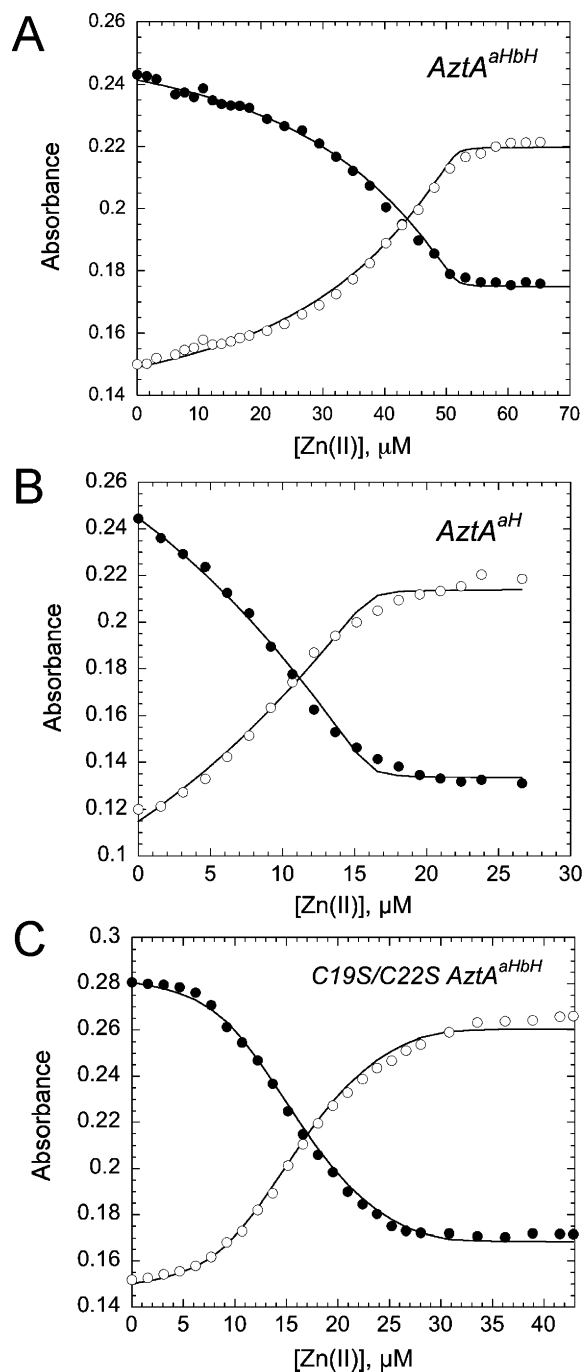 A
AztA^aHbH
0.26
0.24
0.22
0.2
0.18
0.16
0.14
Absorbance
0 10 20 30 40 50 60 70
[Zn(II)], μM
B
AztA^aH
0.26
0.24
0.22
0.2
0.18
0.16
0.14
0.12
0.1
Absorbance
0 5 10 15 20 25 30
[Zn(II)], μM
C
C19S/C22S AztA^aHbH
0.3
0.28
0.26
0.24
0.22
0.2
0.18
0.16
0.14
Absorbance
0 5 10 15 20 25 30 35 40
[Zn(II)], μM